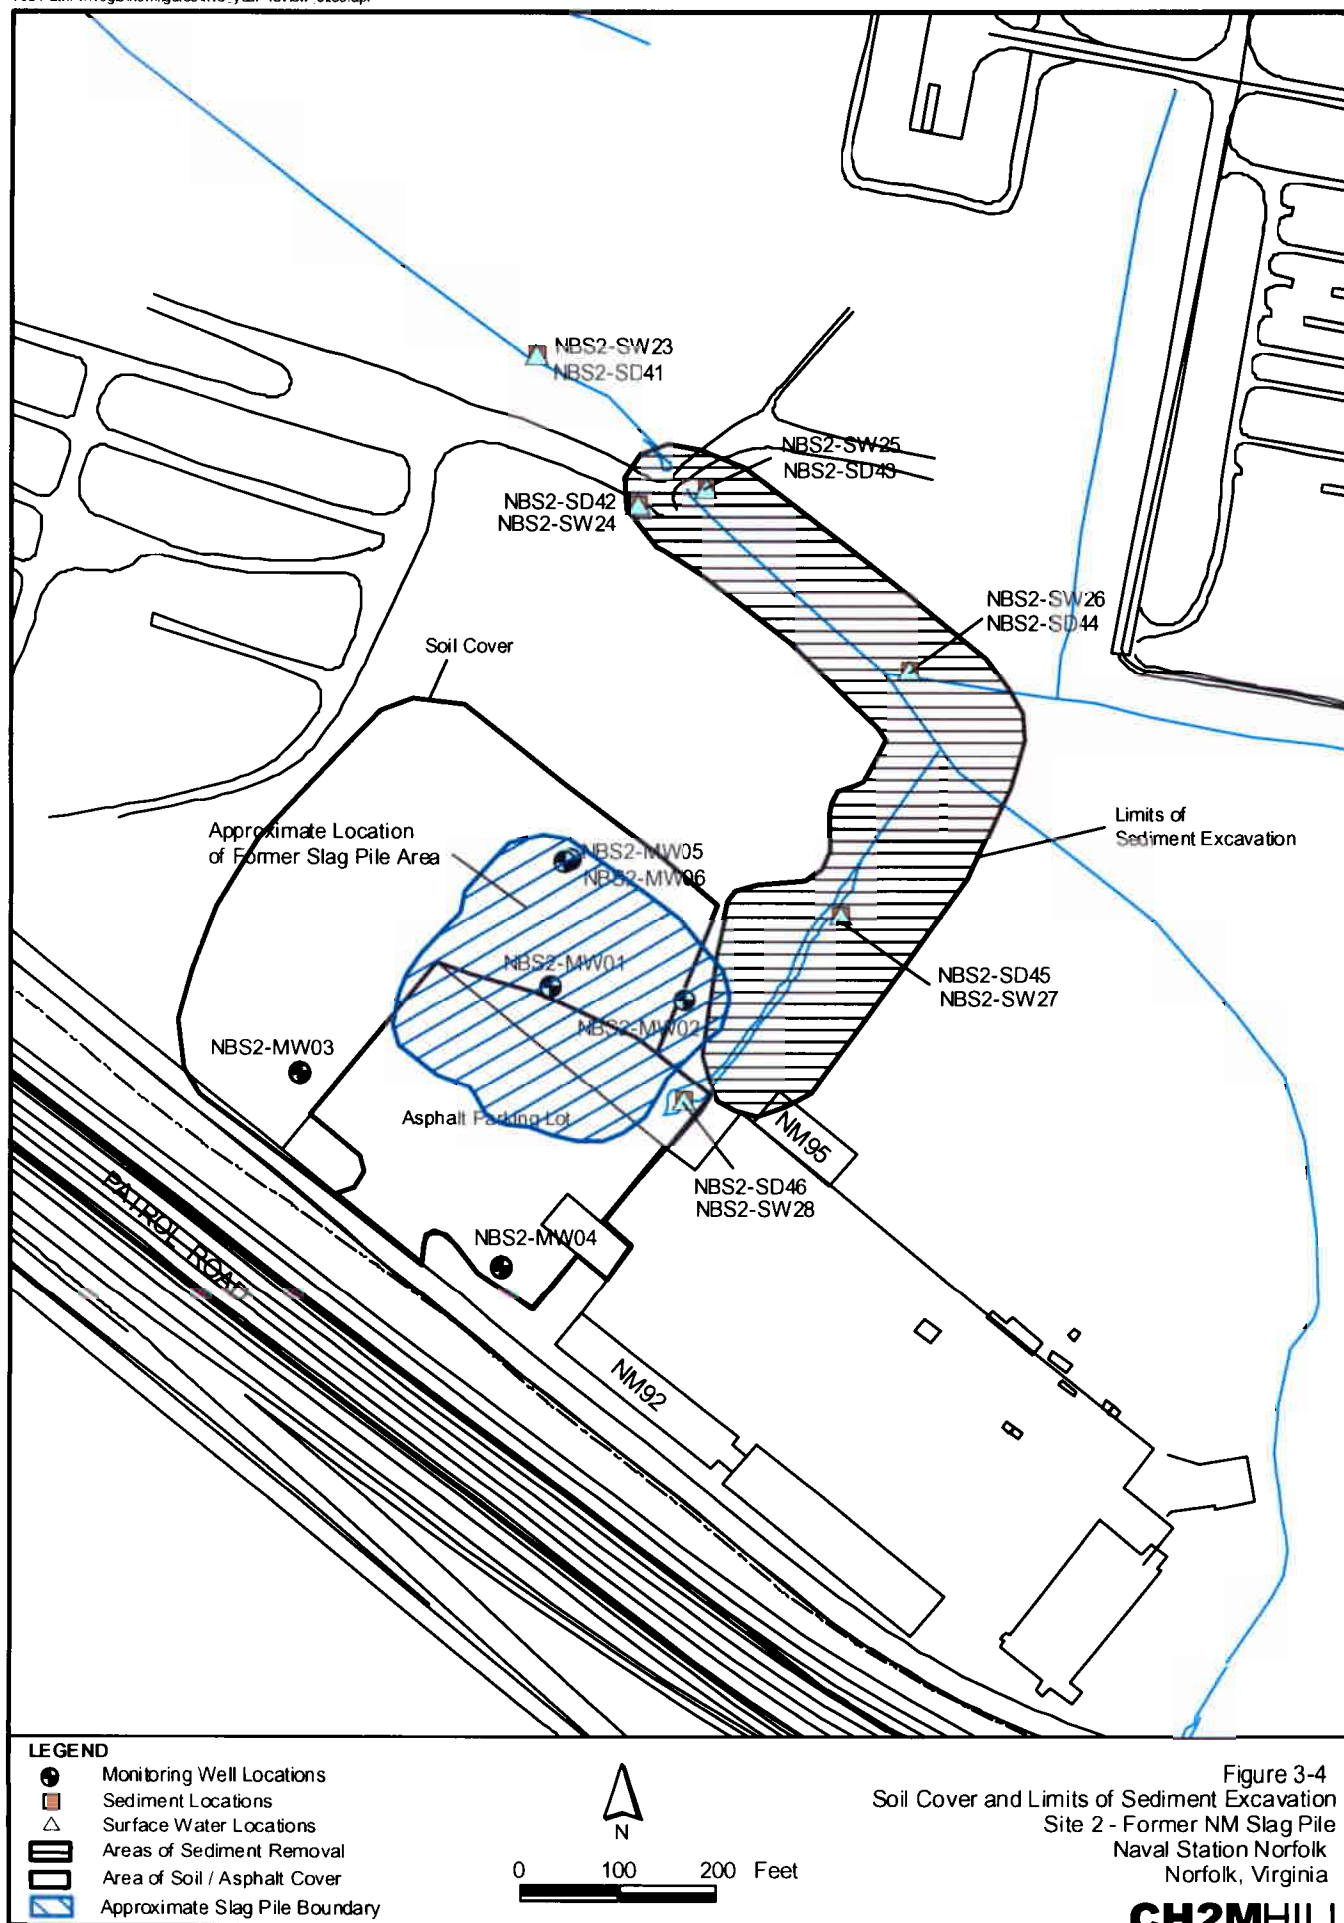 NBS2-SW23
NBS2-SD41
NBS2-SW25
NBS2-SD43
NBS2-SD42
NBS2-SW24
NBS2-SW26
NBS2-SD44
Soil Cover
Limits of
Sediment Excavation
Approximate Location
of Former Slag Pile Area
NBS2-MW05
NBS2-MW06
NBS2-MW01
NBS2-SD45
NBS2-SW27
NBS2-MW02
NBS2-MW03
Asphalt Parking Lot
NM95
NBS2-SD46
NBS2-SW28
PATROL ROAD
NBS2-MW04
NM92
LEGEND
Monitoring Well Locations
Sediment Locations
Surface Water Locations
Areas of Sediment Removal
Area of Soil / Asphalt Cover
Approximate Slag Pile Boundary
N
0 100 200 Feet
Figure 3-4
Soil Cover and Limits of Sediment Excavation
Site 2 - Former NM Slag Pile
Naval Station Norfolk
Norfolk, Virginia
CH2MHILL